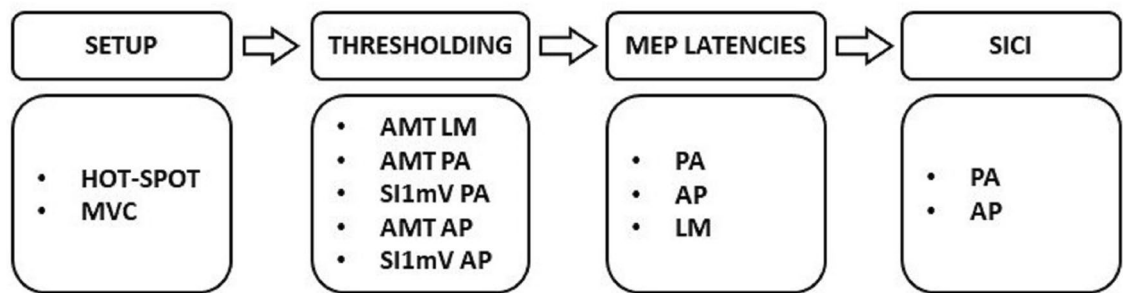 SETUP
THRESHOLDING
MEP LATENCIES
SICI
• HOT-SPOT
• MVC
• AMT LM
• AMT PA
• SI1mV PA
• AMT AP
• SI1mV AP
• PA
• AP
• LM
• PA
• AP